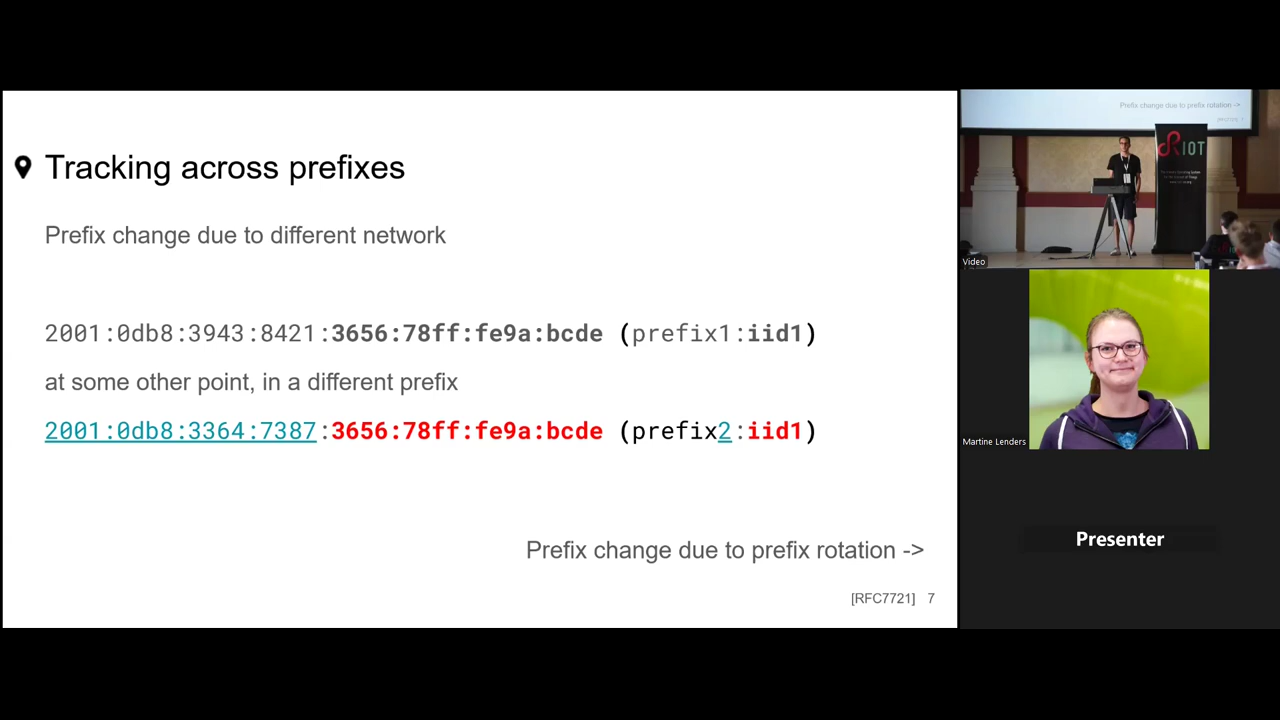 Tracking across prefixes
Prefix change due to different network
2001:0db8:3943:8421:3656:78ff:fe9a:bcde (prefix1:iid1)
at some other point, in a different prefix
2001:0db8:3364:7387:3656:78ff:fe9a:bcde (prefix2:iid1)
Prefix change due to prefix rotation ->
[RFC7721] 7
Prefix change due to prefix rotation ->
RIOT
Video
Martine Lenders
Presenter